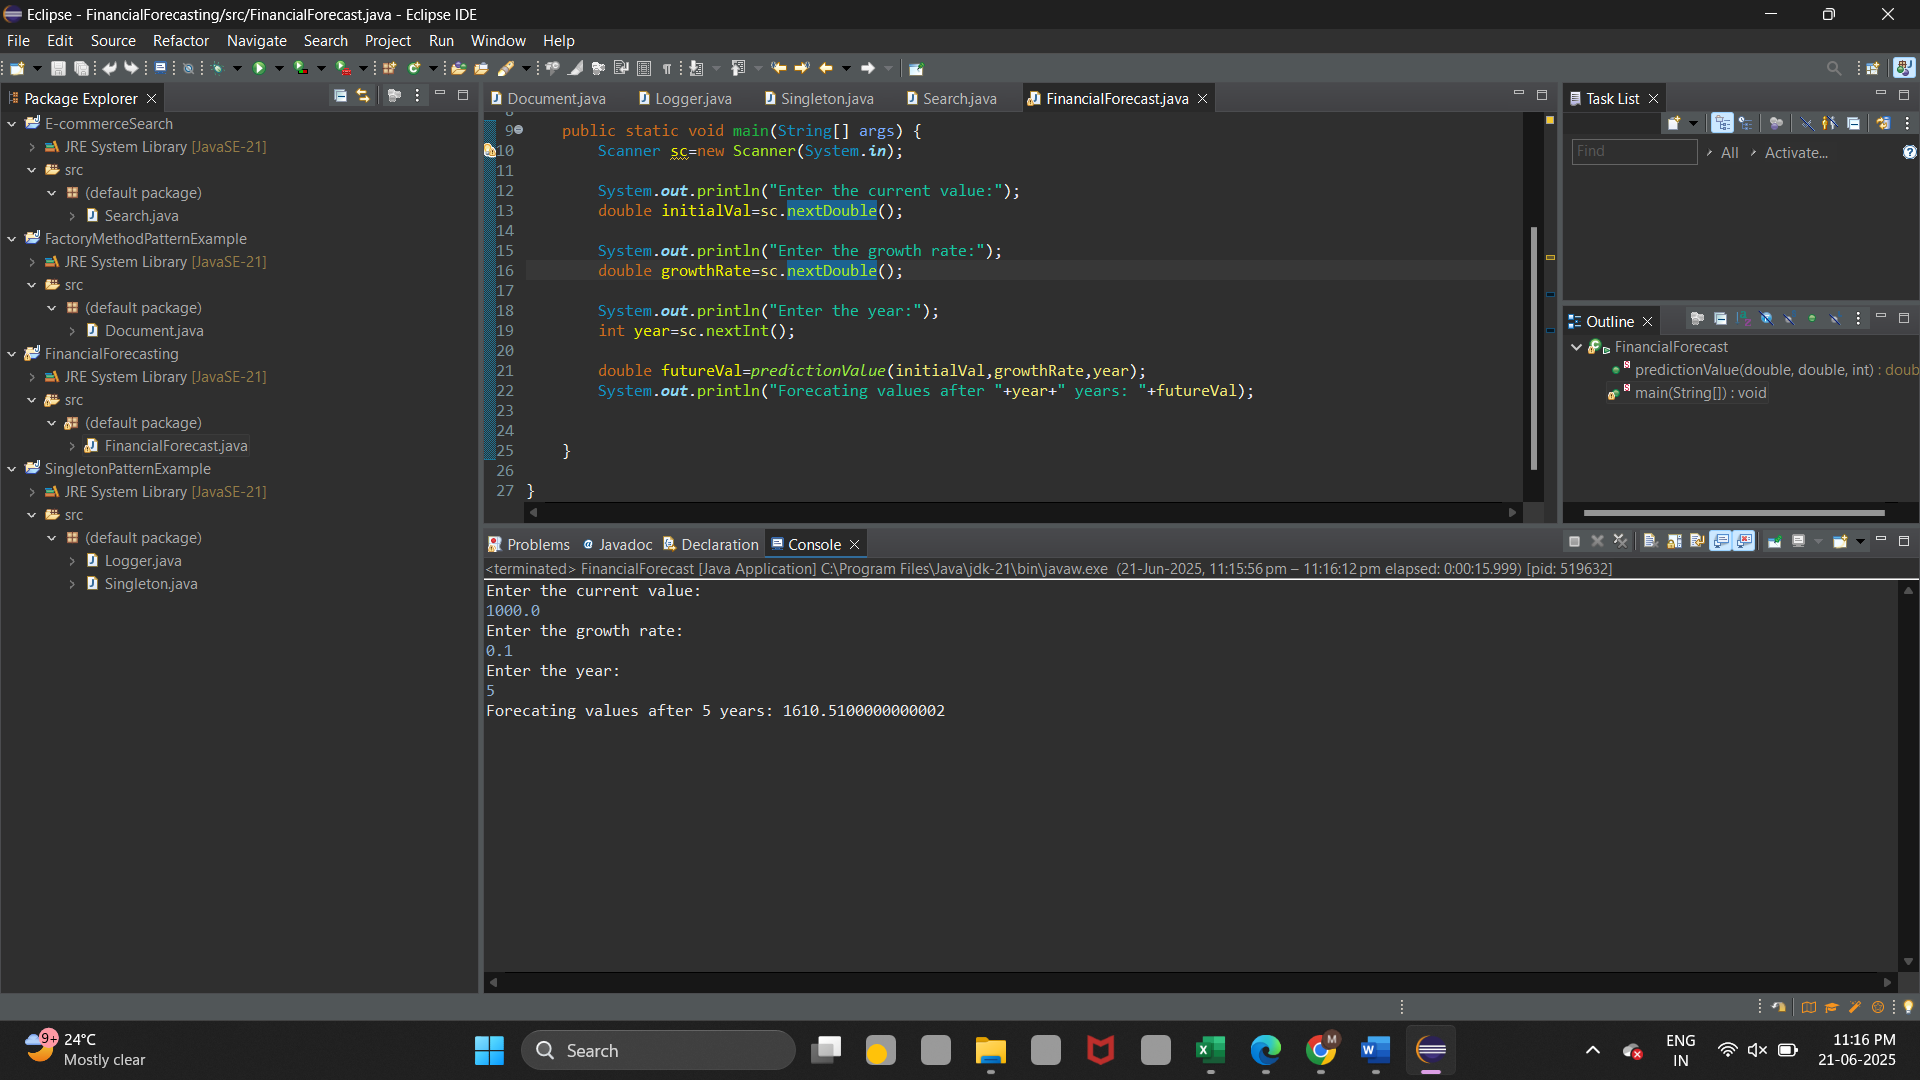 Eclipse - FinancialForecasting/src/FinancialForecast.java - Eclipse IDE
File Edit Source Refactor Navigate Search Project Run Window Help
Package Explorer
E-commerceSearch
JRE System Library [JavaSE-21]
src
(default package)
Search.java
FactoryMethodPatternExample
JRE System Library [JavaSE-21]
src
(default package)
Document.java
FinancialForecasting
JRE System Library [JavaSE-21]
src
(default package)
FinancialForecast.java
SingletonPatternExample
JRE System Library [JavaSE-21]
src
(default package)
Logger.java
Singleton.java
Document.java Logger.java Singleton.java Search.java FinancialForecast.java
9 public static void main(String[] args) {
10 Scanner sc=new Scanner(System.in);
11
12 System.out.println("Enter the current value:");
13 double initialVal=sc.nextDouble();
14
15 System.out.println("Enter the growth rate:");
16 double growthRate=sc.nextDouble();
17
18 System.out.println("Enter the year:");
19 int year=sc.nextInt();
20
21 double futureVal=predictionValue(initialVal,growthRate,year);
22 System.out.println("Forecating values after "+year+" years: "+futureVal);
23
24
25 }
26
27 }
Task List
Find All Activate...
Outline
FinancialForecast
predictionValue(double, double, int) : doub
main(String[]) : void
Problems Javadoc Declaration Console
<terminated> FinancialForecast [Java Application] C:\Program Files\Java\jdk-21\bin\javaw.exe (21-Jun-2025, 11:15:56 pm – 11:16:12 pm elapsed: 0:00:15.999) [pid: 519632]
Enter the current value:
1000.0
Enter the growth rate:
0.1
Enter the year:
5
Forecating values after 5 years: 1610.5100000000002
9+
24°C
Mostly clear
Search
M
ENG
IN
11:16 PM
21-06-2025